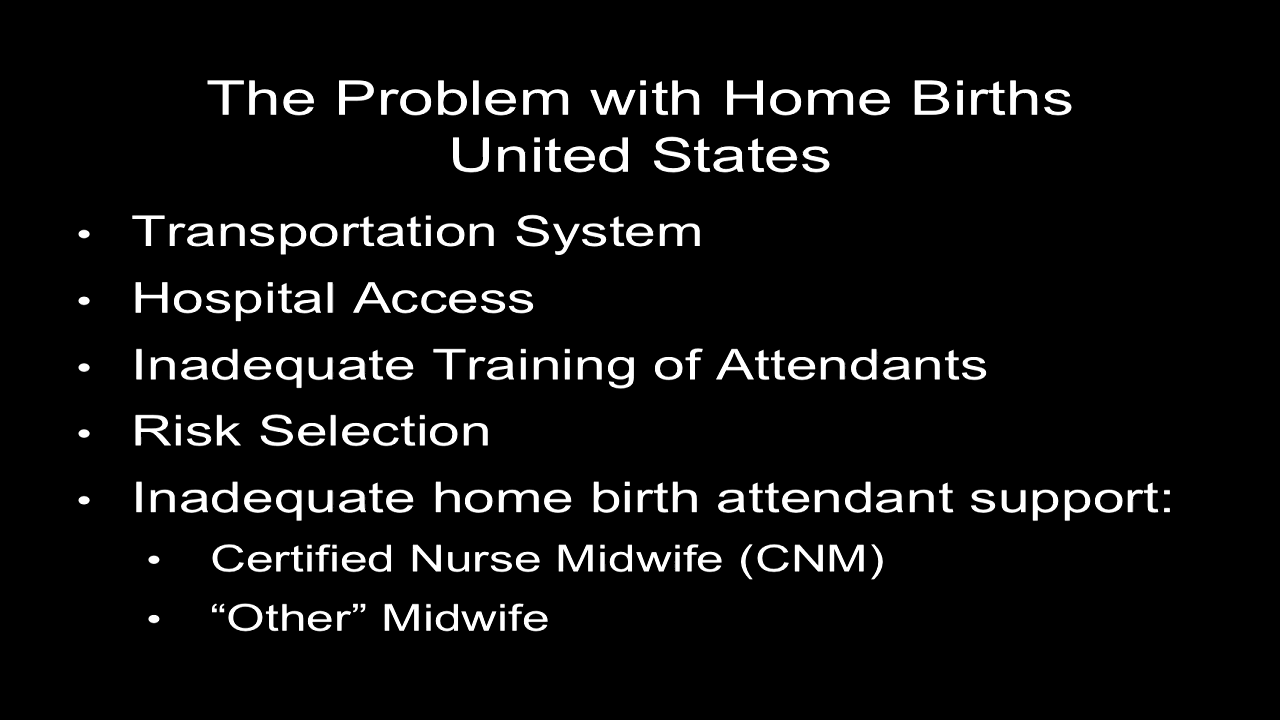 The Problem with Home Births
United States
• Transportation System
• Hospital Access
• Inadequate Training of Attendants
• Risk Selection
• Inadequate home birth attendant support:
• Certified Nurse Midwife (CNM)
• “Other” Midwife